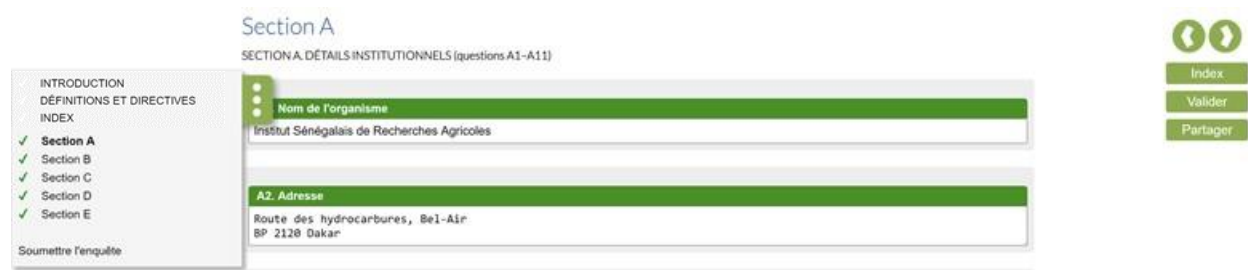 Section A
SECTION A. DÉTAILS INSTITUTIONNELS (questions A1–A11)
INTRODUCTION
DÉFINITIONS ET DIRECTIVES
INDEX
Section A
Section B
Section C
Section D
Section E
Soumettre l'enquête
Nom de l'organisme
Institut Sénégalais de Recherches Agricoles
A2. Adresse
Route des hydrocarbures, Bel-Air
BP 2120 Dakar
Index
Valider
Partager